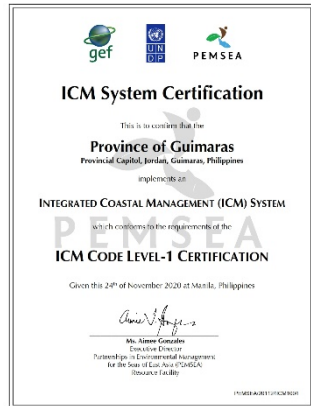 gef
U N
D P
PEMSEA
ICM System Certification
This is to confirm that the
Province of Guimaras
Provincial Capitol, Jordan, Guimaras, Philippines
implements an
INTEGRATED COASTAL MANAGEMENT (ICM) SYSTEM
which conforms to the requirements of the
PEMSEA
ICM CODE LEVEL-1 CERTIFICATION
Given this 24th of November 2020 at Manila, Philippines
Ms. Aimee Gonzales
Executive Director
Partnerships in Environmental Management
for the Seas of East Asia (PEMSEA)
Resource Facility